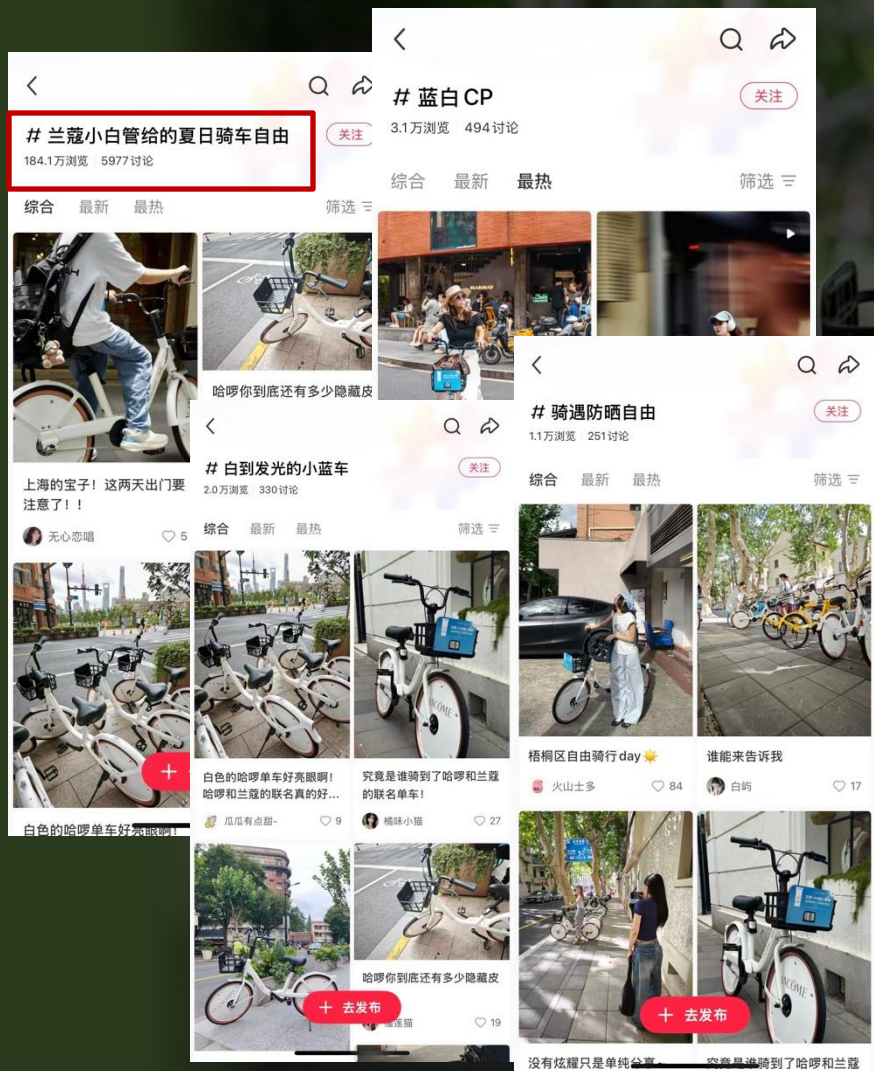 # 兰蔻小白管给的夏日骑车自由
关注
184.1万浏览 5977讨论
综合 最新 最热 筛选
哈啰你到底还有多少隐藏皮
上海的宝子！这两天出门要
注意了！！
无心恋唱 5
白色的哈啰单车好亮眼啊！
# 蓝白CP
关注
3.1万浏览 494讨论
综合 最新 最热 筛选
HARMAY
# 白到发光的小蓝车
关注
2.0万浏览 330讨论
综合 最新 最热 筛选
白色的哈啰单车好亮眼啊！
哈啰和兰蔻的联名真的好...
瓜瓜有点甜- 9
究竟是谁骑到了哈啰和兰蔻
的联名单车！
橘味小猫 27
哈啰你到底还有多少隐藏皮
19
+ 去发布
# 骑遇防晒自由
关注
1.1万浏览 251讨论
综合 最新 最热 筛选
梧桐区自由骑行day☀️
火山士多 84
谁能来告诉我
白屿 17
+ 去发布
没有炫耀只是单纯分享~
究竟是谁骑到了哈啰和兰蔻